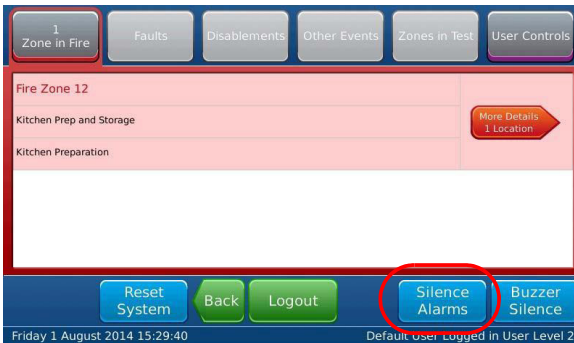 1
Zone in Fire
Faults
Disablements
Other Events
Zones in Test
User Controls
Fire Zone 12
Kitchen Prep and Storage
Kitchen Preparation
More Details
1 Location
Reset
System
Back
Logout
Silence
Alarms
Buzzer
Silence
Friday 1 August 2014 15:29:40
Default User Logged in User Level 2